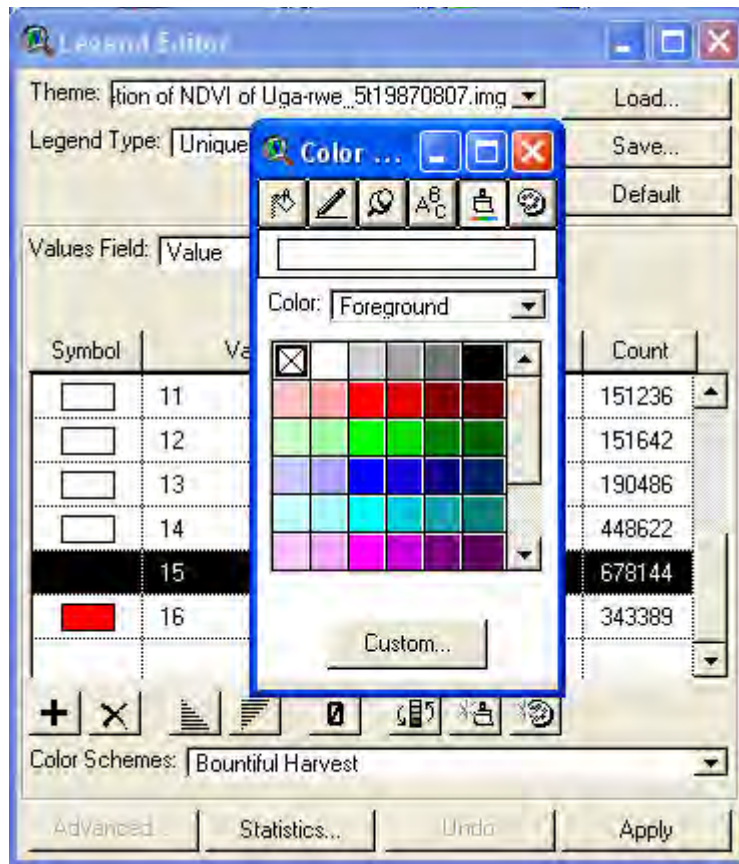 Legend Editor
Theme: tion of NDVI of Uga-rwe_5t19870807.img
Load...
Legend Type: Unique
Save...
Default
Color ...
ABC
Values Field: Value
Color: Foreground
Symbol Va Count
11 151236
12 151642
13 190486
14 448622
15 678144
16 343389
Custom...
Color Schemes: Bountiful Harvest
Advanced...
Statistics...
Undo
Apply